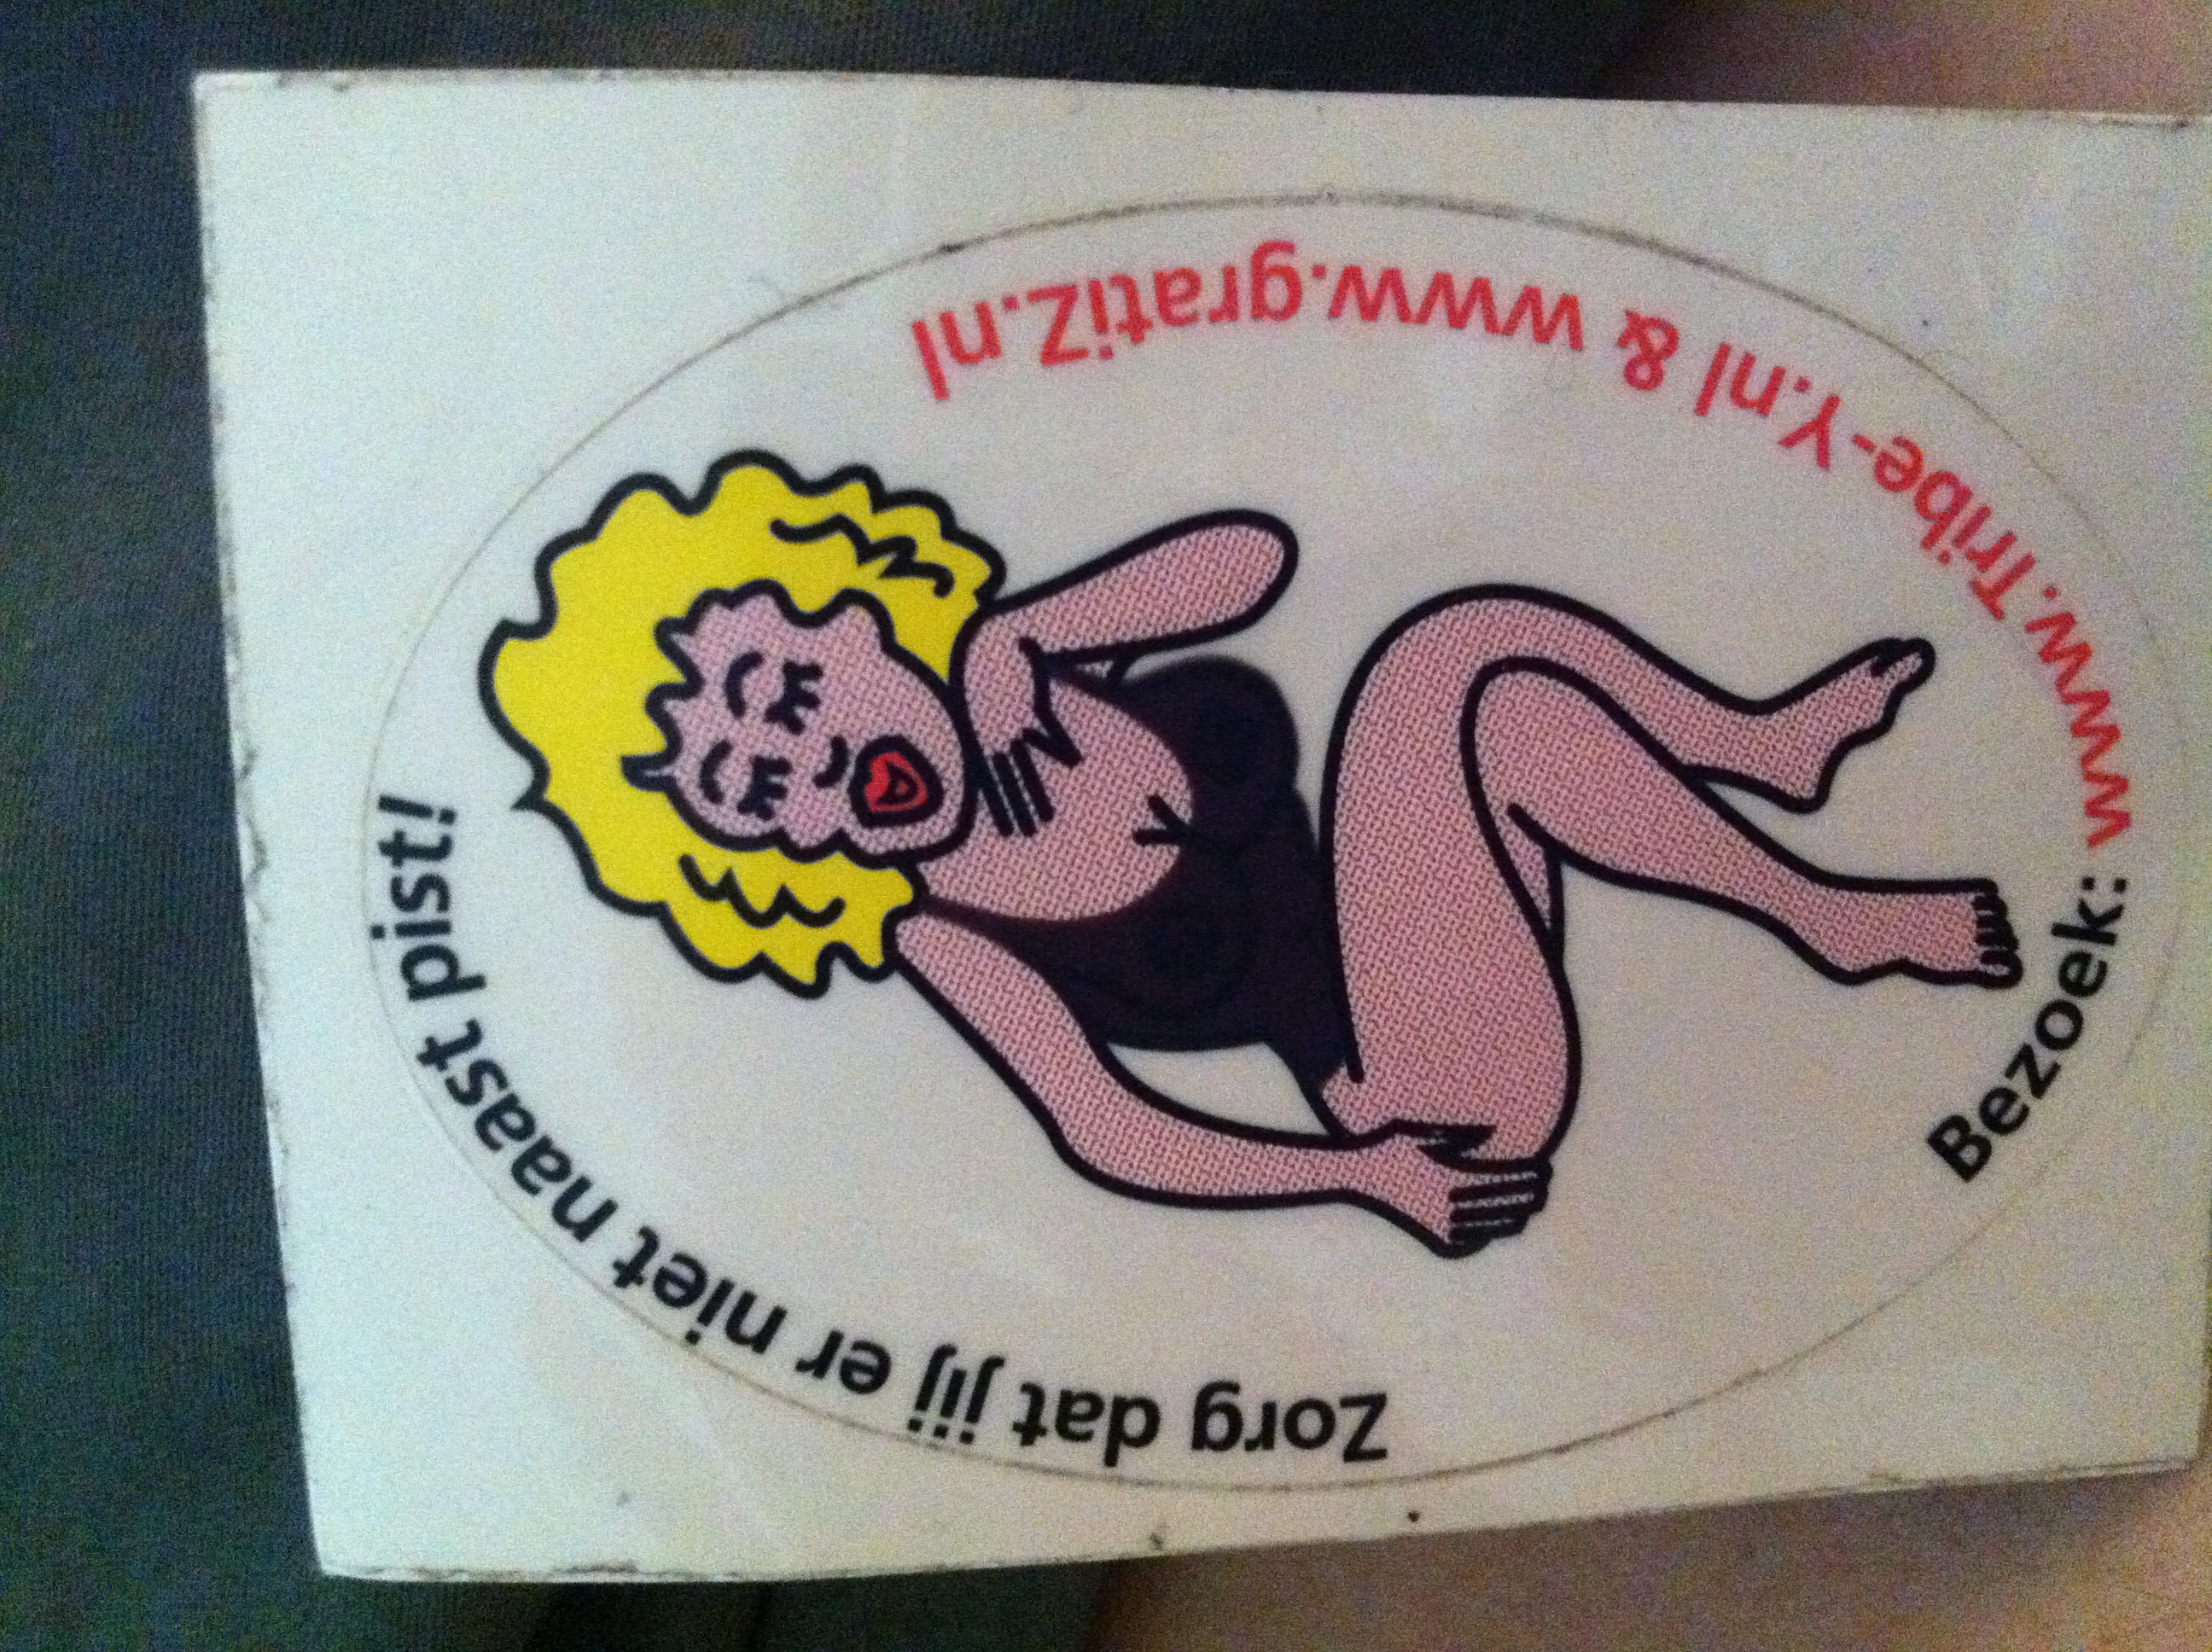 Zorg dat jij er niet naast pist!
Bezoek: www.Tribe-Y.nl & www.gratiZ.nl